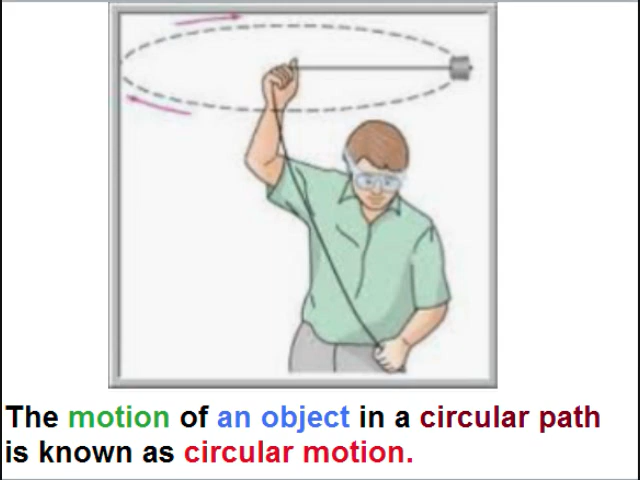 The motion of an object in a circular path
is known as circular motion.